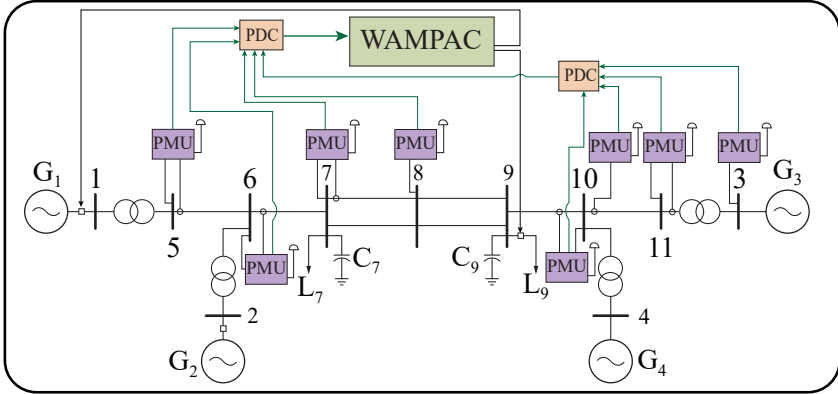 PDC
WAMPAC
PDC
PMU
PMU
PMU
PMU
PMU
PMU
G₁
1
6
7
8
9
10
3
G₃
5
11
PMU
C₇
C₉
PMU
L₇
L₉
2
4
G₂
G₄